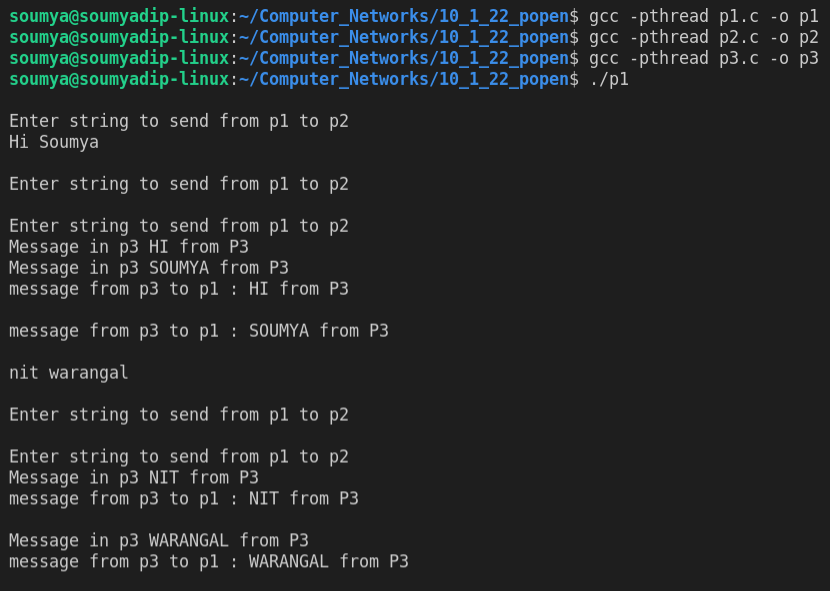 soumya@soumyadip-linux:~/Computer_Networks/10_1_22_popen$ gcc -pthread p1.c -o p1
soumya@soumyadip-linux:~/Computer_Networks/10_1_22_popen$ gcc -pthread p2.c -o p2
soumya@soumyadip-linux:~/Computer_Networks/10_1_22_popen$ gcc -pthread p3.c -o p3
soumya@soumyadip-linux:~/Computer_Networks/10_1_22_popen$ ./p1
Enter string to send from p1 to p2
Hi Soumya
Enter string to send from p1 to p2
Enter string to send from p1 to p2
Message in p3 HI from P3
Message in p3 SOUMYA from P3
message from p3 to p1 : HI from P3
message from p3 to p1 : SOUMYA from P3
nit warangal
Enter string to send from p1 to p2
Enter string to send from p1 to p2
Message in p3 NIT from P3
message from p3 to p1 : NIT from P3
Message in p3 WARANGAL from P3
message from p3 to p1 : WARANGAL from P3